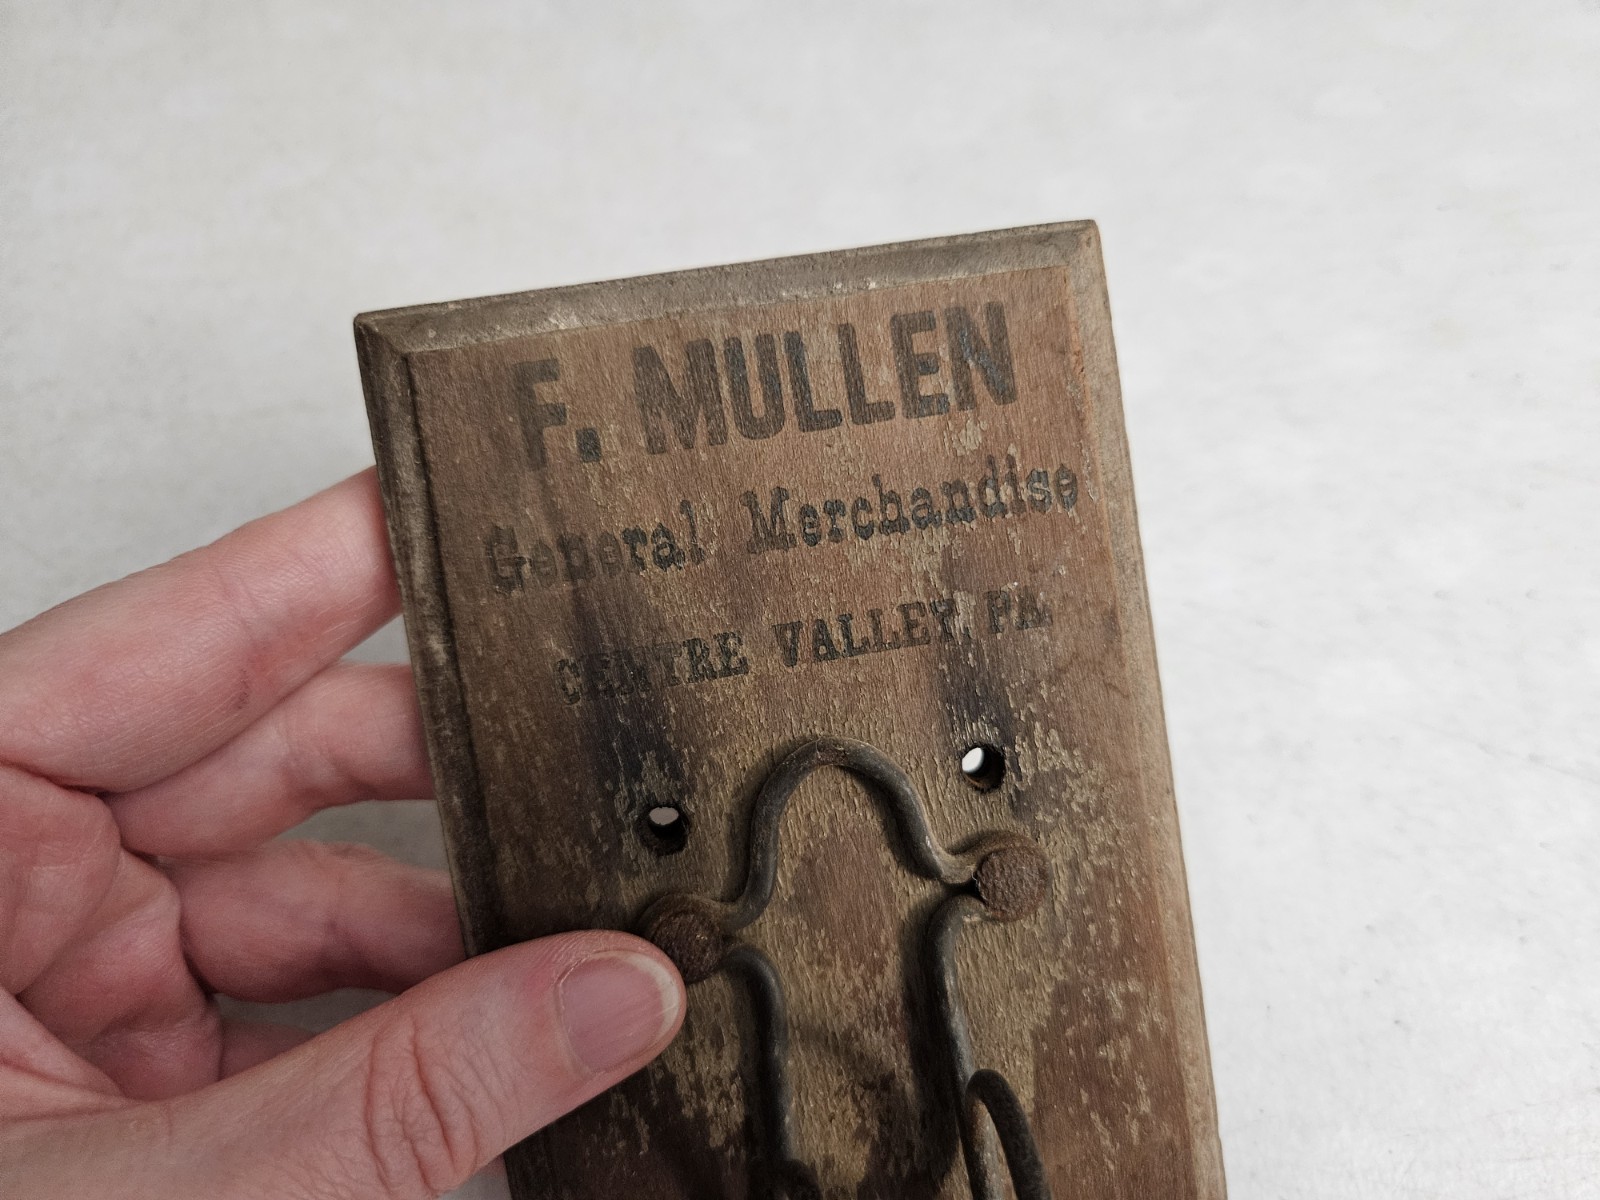 F. MULLEN
General Merchandise
CENTRE VALLEY, PA.